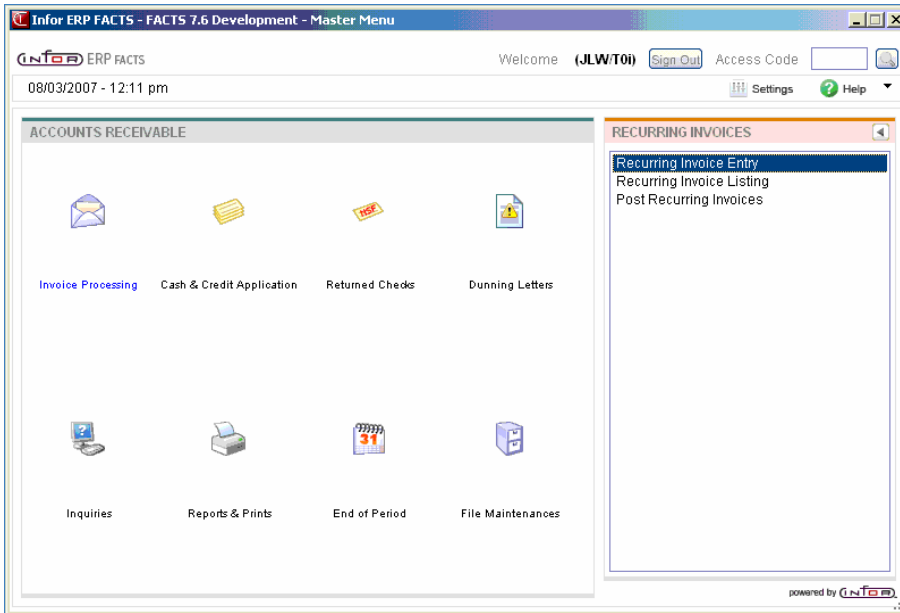 Infor ERP FACTS - FACTS 7.6 Development - Master Menu
infor ERP FACTS
Welcome (JLW/T0i) Sign Out Access Code
08/03/2007 - 12:11 pm
Settings Help
ACCOUNTS RECEIVABLE
RECURRING INVOICES
Recurring Invoice Entry
Recurring Invoice Listing
Post Recurring Invoices
NSF
Invoice Processing Cash & Credit Application Returned Checks Dunning Letters
?
31
Inquiries Reports & Prints End of Period File Maintenances
powered by infor